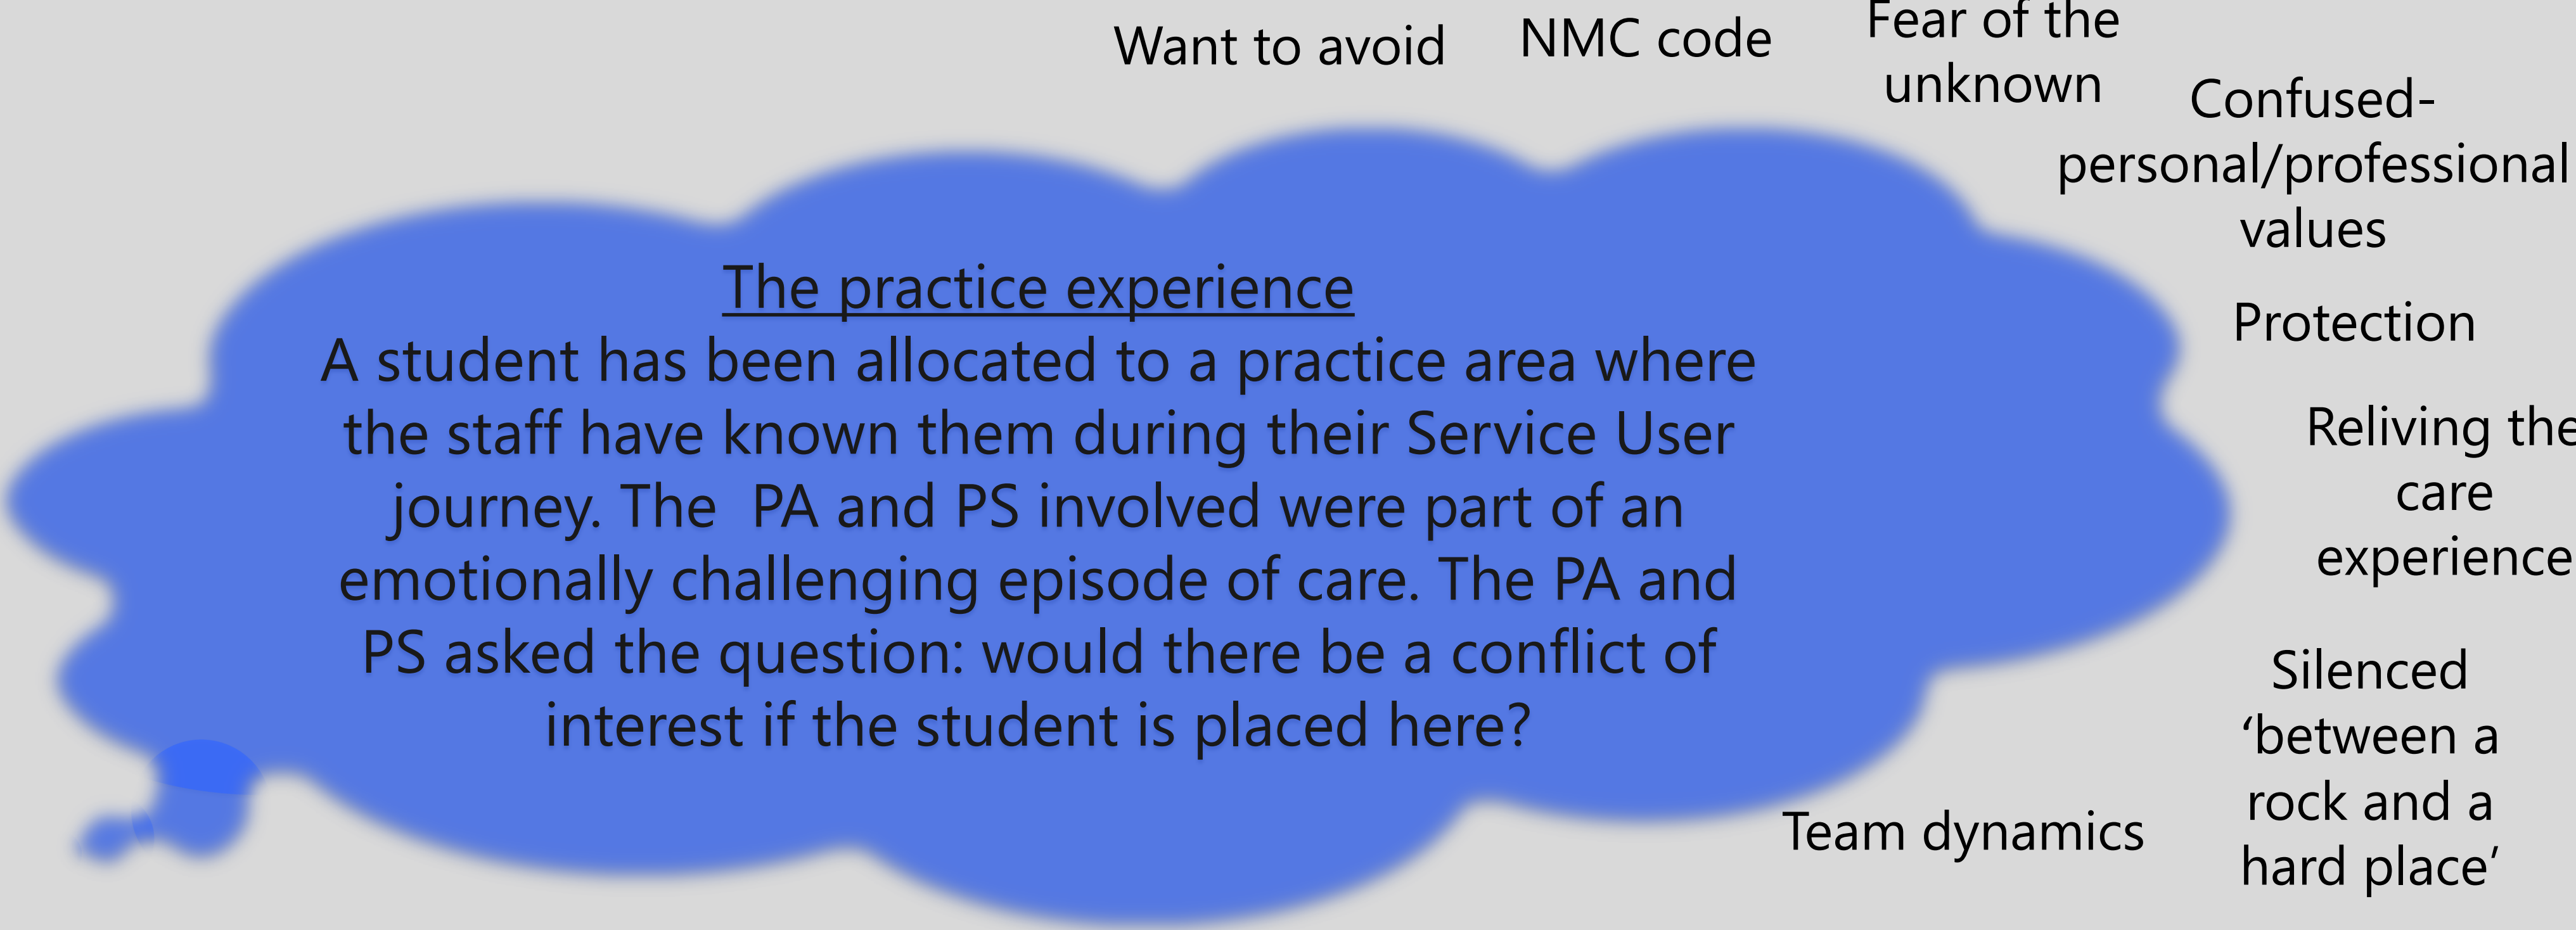 Want to avoid
NMC code
Fear of the
unknown
Confused-
personal/professional
values
Protection
Reliving the
care
experience
Silenced
‘between a
rock and a
hard place’
Team dynamics
The practice experience
A student has been allocated to a practice area where
the staff have known them during their Service User
journey. The  PA and PS involved were part of an
emotionally challenging episode of care. The PA and
PS asked the question: would there be a conflict of
interest if the student is placed here?